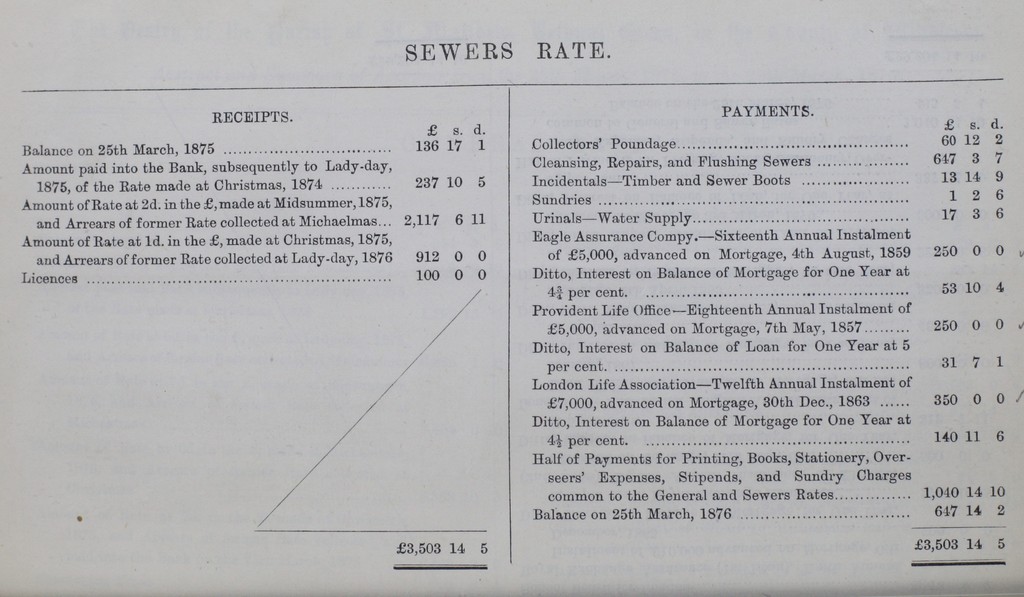 SEWERS RATE.
RECEIPTS.
£ s. d.
Balance on 25th March, 1875 ........................................ 136 17 1
Amount paid into the Bank, subsequently to Lady-day,
1875, of the Rate made at Christmas, 1874 ............ 237 10 5
Amount of Rate at 2d. in the £, made at Midsummer, 1875,
and Arrears of former Rate collected at Michaelmas... 2,117 6 11
Amount of Rate at 1d. in the £, made at Christmas, 1875,
and Arrears of former Rate collected at Lady-day, 1876 912 0 0
Licences ............................................................ 100 0 0
£3,503 14 5
PAYMENTS.
£ s. d.
Collectors' Poundage.............................................. 60 12 2
Cleansing, Repairs, and Flushing Sewers .................. 647 3 7
Incidentals—Timber and Sewer Boots ..................... 13 14 9
Sundries ............................................................ 1 2 6
Urinals—Water Supply........................................... 17 3 6
Eagle Assurance Compy.—Sixteenth Annual Instalment
of £5,000, advanced on Mortgage, 4th August, 1859 250 0 0
Ditto, Interest on Balance of Mortgage for One Year at
4¾ per cent. ..................................................... 53 10 4
Provident Life Office—Eighteenth Annual Instalment of
£5,000, advanced on Mortgage, 7th May, 1857......... 250 0 0
Ditto, Interest on Balance of Loan for One Year at 5
per cent. ........................................................... 31 7 1
London Life Association—Twelfth Annual Instalment of
£7,000, advanced on Mortgage, 30th Dec., 1863 ...... 350 0 0
Ditto, Interest on Balance of Mortgage for One Year at
4½ per cent. ..................................................... 140 11 6
Half of Payments for Printing, Books, Stationery, Over-
seers' Expenses, Stipends, and Sundry Charges
common to the General and Sewers Rates............... 1,040 14 10
Balance on 25th March, 1876 .................................. 647 14 2
£3,503 14 5